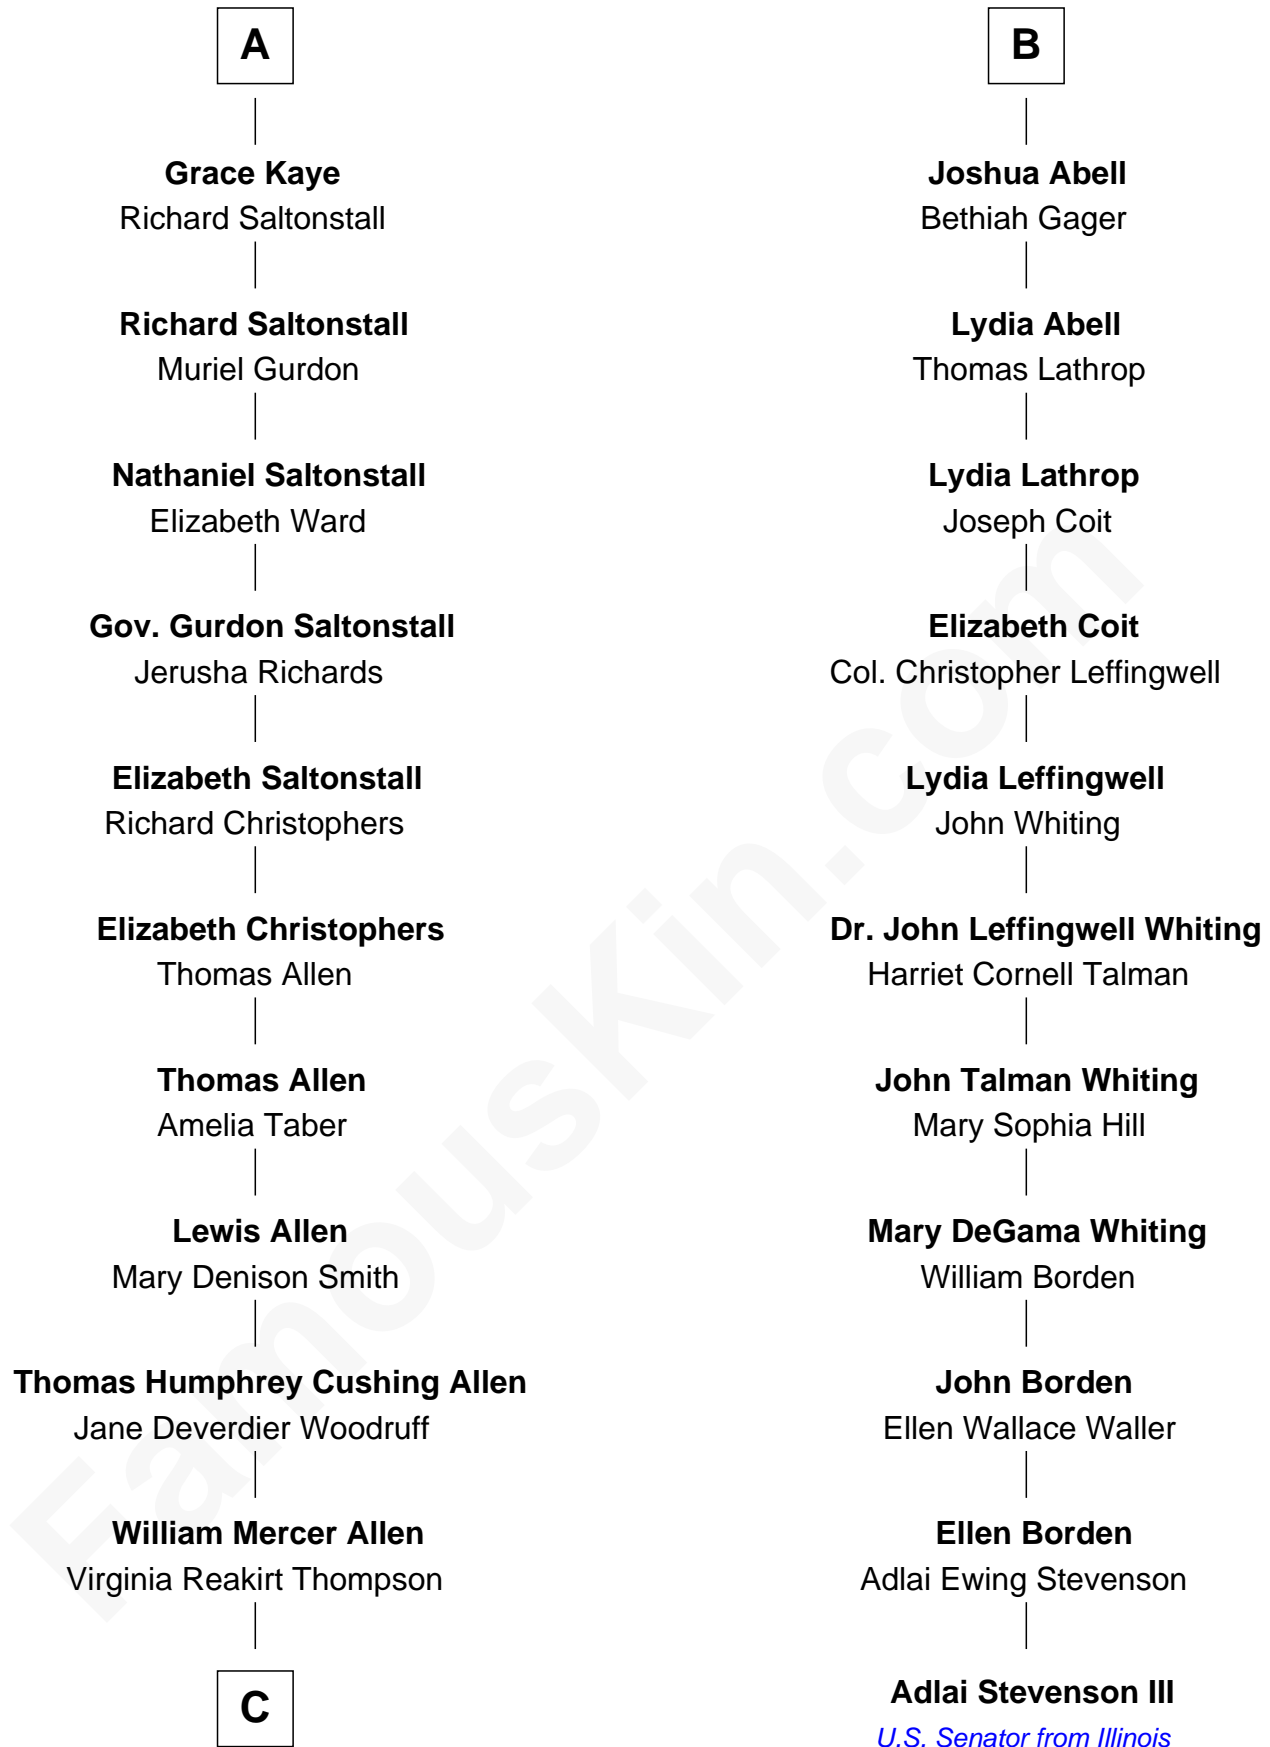 A
Grace Kaye
Richard Saltonstall
Richard Saltonstall
Muriel Gurdon
Nathaniel Saltonstall
Elizabeth Ward
Gov. Gurdon Saltonstall
Jerusha Richards
Elizabeth Saltonstall
Richard Christophers
Elizabeth Christophers
Thomas Allen
Thomas Allen
Amelia Taber
Lewis Allen
Mary Denison Smith
Thomas Humphrey Cushing Allen
Jane Deverdier Woodruff
William Mercer Allen
Virginia Reakirt Thompson
C
B
Joshua Abell
Bethiah Gager
Lydia Abell
Thomas Lathrop
Lydia Lathrop
Joseph Coit
Elizabeth Coit
Col. Christopher Leffingwell
Lydia Leffingwell
John Whiting
Dr. John Leffingwell Whiting
Harriet Cornell Talman
John Talman Whiting
Mary Sophia Hill
Mary DeGama Whiting
William Borden
John Borden
Ellen Wallace Waller
Ellen Borden
Adlai Ewing Stevenson
Adlai Stevenson III
U.S. Senator from Illinois
FamousKin.com